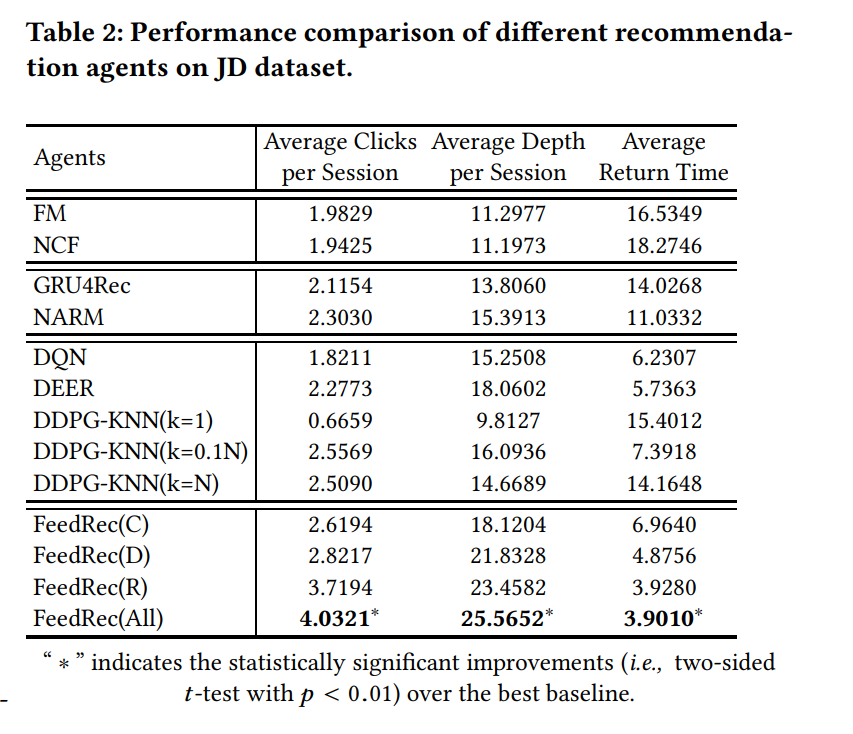 Table 2: Performance comparison of different recommenda-
tion agents on JD dataset.
Agents Average Clicks per Session Average Depth per Session Average Return Time
FM 1.9829 11.2977 16.5349
NCF 1.9425 11.1973 18.2746
GRU4Rec 2.1154 13.8060 14.0268
NARM 2.3030 15.3913 11.0332
DQN 1.8211 15.2508 6.2307
DEER 2.2773 18.0602 5.7363
DDPG-KNN(k=1) 0.6659 9.8127 15.4012
DDPG-KNN(k=0.1N) 2.5569 16.0936 7.3918
DDPG-KNN(k=N) 2.5090 14.6689 14.1648
FeedRec(C) 2.6194 18.1204 6.9640
FeedRec(D) 2.8217 21.8328 4.8756
FeedRec(R) 3.7194 23.4582 3.9280
FeedRec(All) 4.0321* 25.5652* 3.9010*
“ * ” indicates the statistically significant improvements (i.e., two-sided
t-test with p < 0.01) over the best baseline.